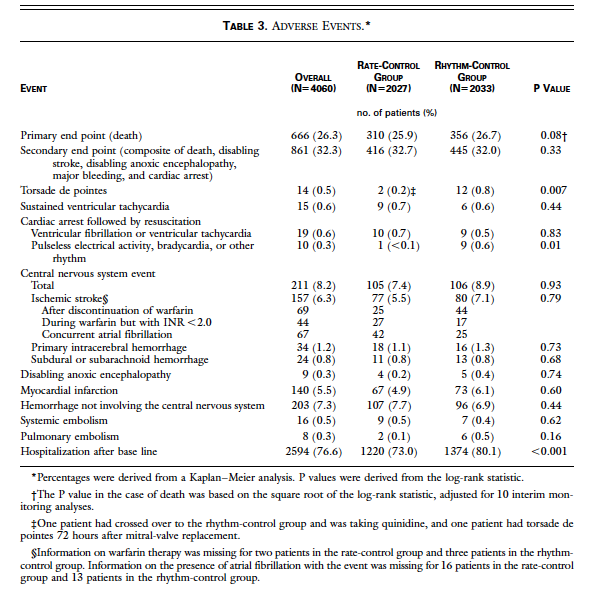 TABLE 3. ADVERSE EVENTS.*
EVENT OVERALL (N=4060) RATE-CONTROL GROUP (N=2027) RHYTHM-CONTROL GROUP (N=2033) P VALUE
no. of patients (%)
Primary end point (death) 666 (26.3) 310 (25.9) 356 (26.7) 0.08†
Secondary end point (composite of death, disabling 861 (32.3) 416 (32.7) 445 (32.0) 0.33
stroke, disabling anoxic encephalopathy,
major bleeding, and cardiac arrest)
Torsade de pointes 14 (0.5) 2 (0.2)‡ 12 (0.8) 0.007
Sustained ventricular tachycardia 15 (0.6) 9 (0.7) 6 (0.6) 0.44
Cardiac arrest followed by resuscitation
Ventricular fibrillation or ventricular tachycardia 19 (0.6) 10 (0.7) 9 (0.5) 0.83
Pulseless electrical activity, bradycardia, or other 10 (0.3) 1 (<0.1) 9 (0.6) 0.01
rhythm
Central nervous system event
Total 211 (8.2) 105 (7.4) 106 (8.9) 0.93
Ischemic stroke§ 157 (6.3) 77 (5.5) 80 (7.1) 0.79
After discontinuation of warfarin 69 25 44
During warfarin but with INR <2.0 44 27 17
Concurrent atrial fibrillation 67 42 25
Primary intracerebral hemorrhage 34 (1.2) 18 (1.1) 16 (1.3) 0.73
Subdural or subarachnoid hemorrhage 24 (0.8) 11 (0.8) 13 (0.8) 0.68
Disabling anoxic encephalopathy 9 (0.3) 4 (0.2) 5 (0.4) 0.74
Myocardial infarction 140 (5.5) 67 (4.9) 73 (6.1) 0.60
Hemorrhage not involving the central nervous system 203 (7.3) 107 (7.7) 96 (6.9) 0.44
Systemic embolism 16 (0.5) 9 (0.5) 7 (0.4) 0.62
Pulmonary embolism 8 (0.3) 2 (0.1) 6 (0.5) 0.16
Hospitalization after base line 2594 (76.6) 1220 (73.0) 1374 (80.1) <0.001
*Percentages were derived from a Kaplan–Meier analysis. P values were derived from the log-rank statistic.
†The P value in the case of death was based on the square root of the log-rank statistic, adjusted for 10 interim mon-
itoring analyses.
‡One patient had crossed over to the rhythm-control group and was taking quinidine, and one patient had torsade de
pointes 72 hours after mitral-valve replacement.
§Information on warfarin therapy was missing for two patients in the rate-control group and three patients in the rhythm-
control group. Information on the presence of atrial fibrillation with the event was missing for 16 patients in the rate-control
group and 13 patients in the rhythm-control group.